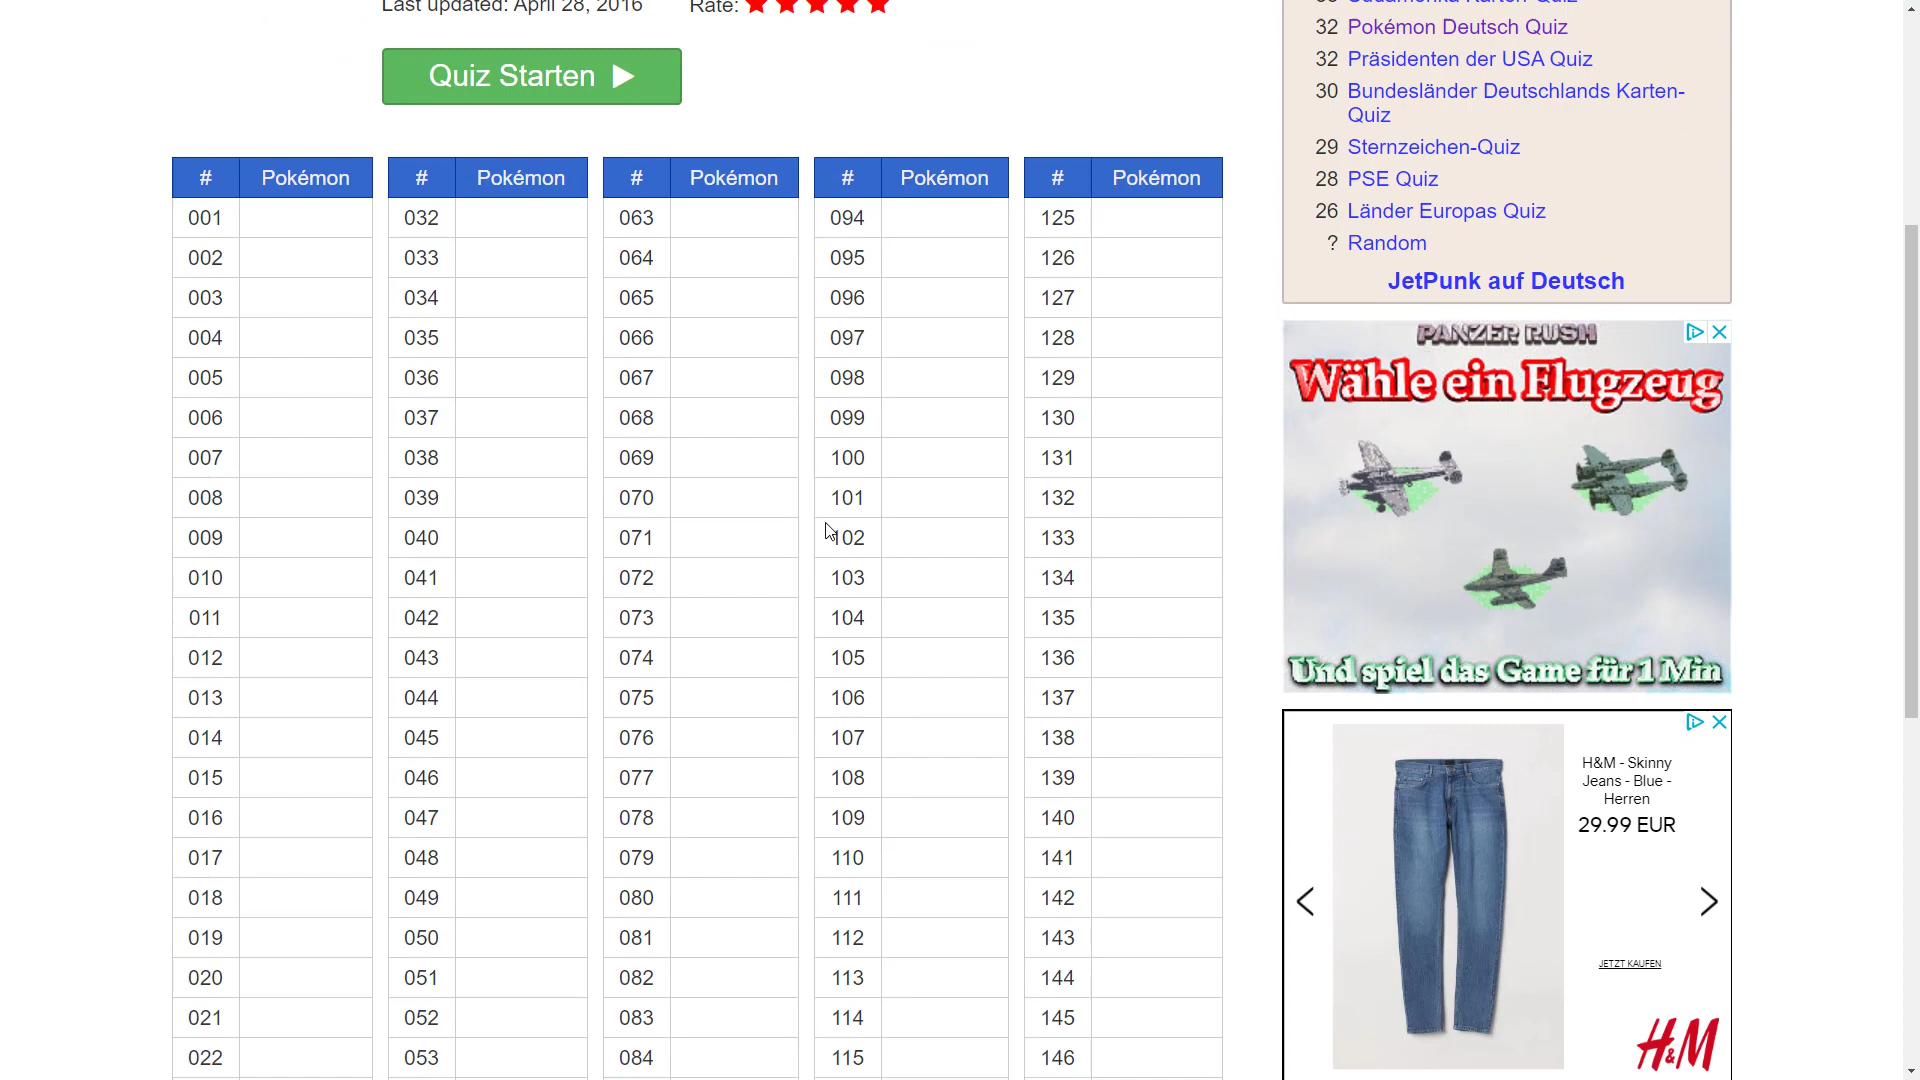 Last updated: April 28, 2016 Rate:
Quiz Starten
# Pokémon # Pokémon # Pokémon # Pokémon # Pokémon
001 032 063 094 125
002 033 064 095 126
003 034 065 096 127
004 035 066 097 128
005 036 067 098 129
006 037 068 099 130
007 038 069 100 131
008 039 070 101 132
009 040 071 102 133
010 041 072 103 134
011 042 073 104 135
012 043 074 105 136
013 044 075 106 137
014 045 076 107 138
015 046 077 108 139
016 047 078 109 140
017 048 079 110 141
018 049 080 111 142
019 050 081 112 143
020 051 082 113 144
021 052 083 114 145
022 053 084 115 146
32 Pokémon Deutsch Quiz
32 Präsidenten der USA Quiz
30 Bundesländer Deutschlands Karten-
Quiz
29 Sternzeichen-Quiz
28 PSE Quiz
26 Länder Europas Quiz
? Random
JetPunk auf Deutsch
PANZER RUSH
Wähle ein Flugzeug
Und spiel das Game für 1 Min
H&M - Skinny
Jeans - Blue -
Herren
29.99 EUR
JETZT KAUFEN
H&M